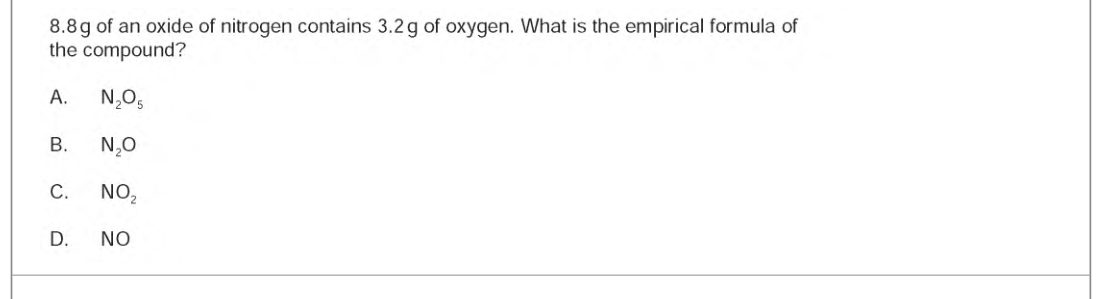 8.8 g of an oxide of nitrogen contains 3.2 g of oxygen. What is the empirical formula of
the compound?
A. N₂O₅
B. N₂O
C. NO₂
D. NO